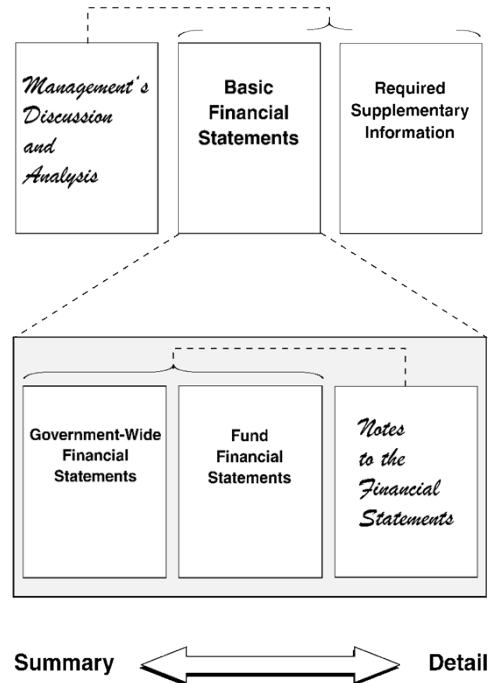 Management's
Discussion
and
Analysis
Basic
Financial
Statements
Required
Supplementary
Information
Government-Wide
Financial
Statements
Fund
Financial
Statements
Notes
to the
Financial
Statements
Summary
Detail